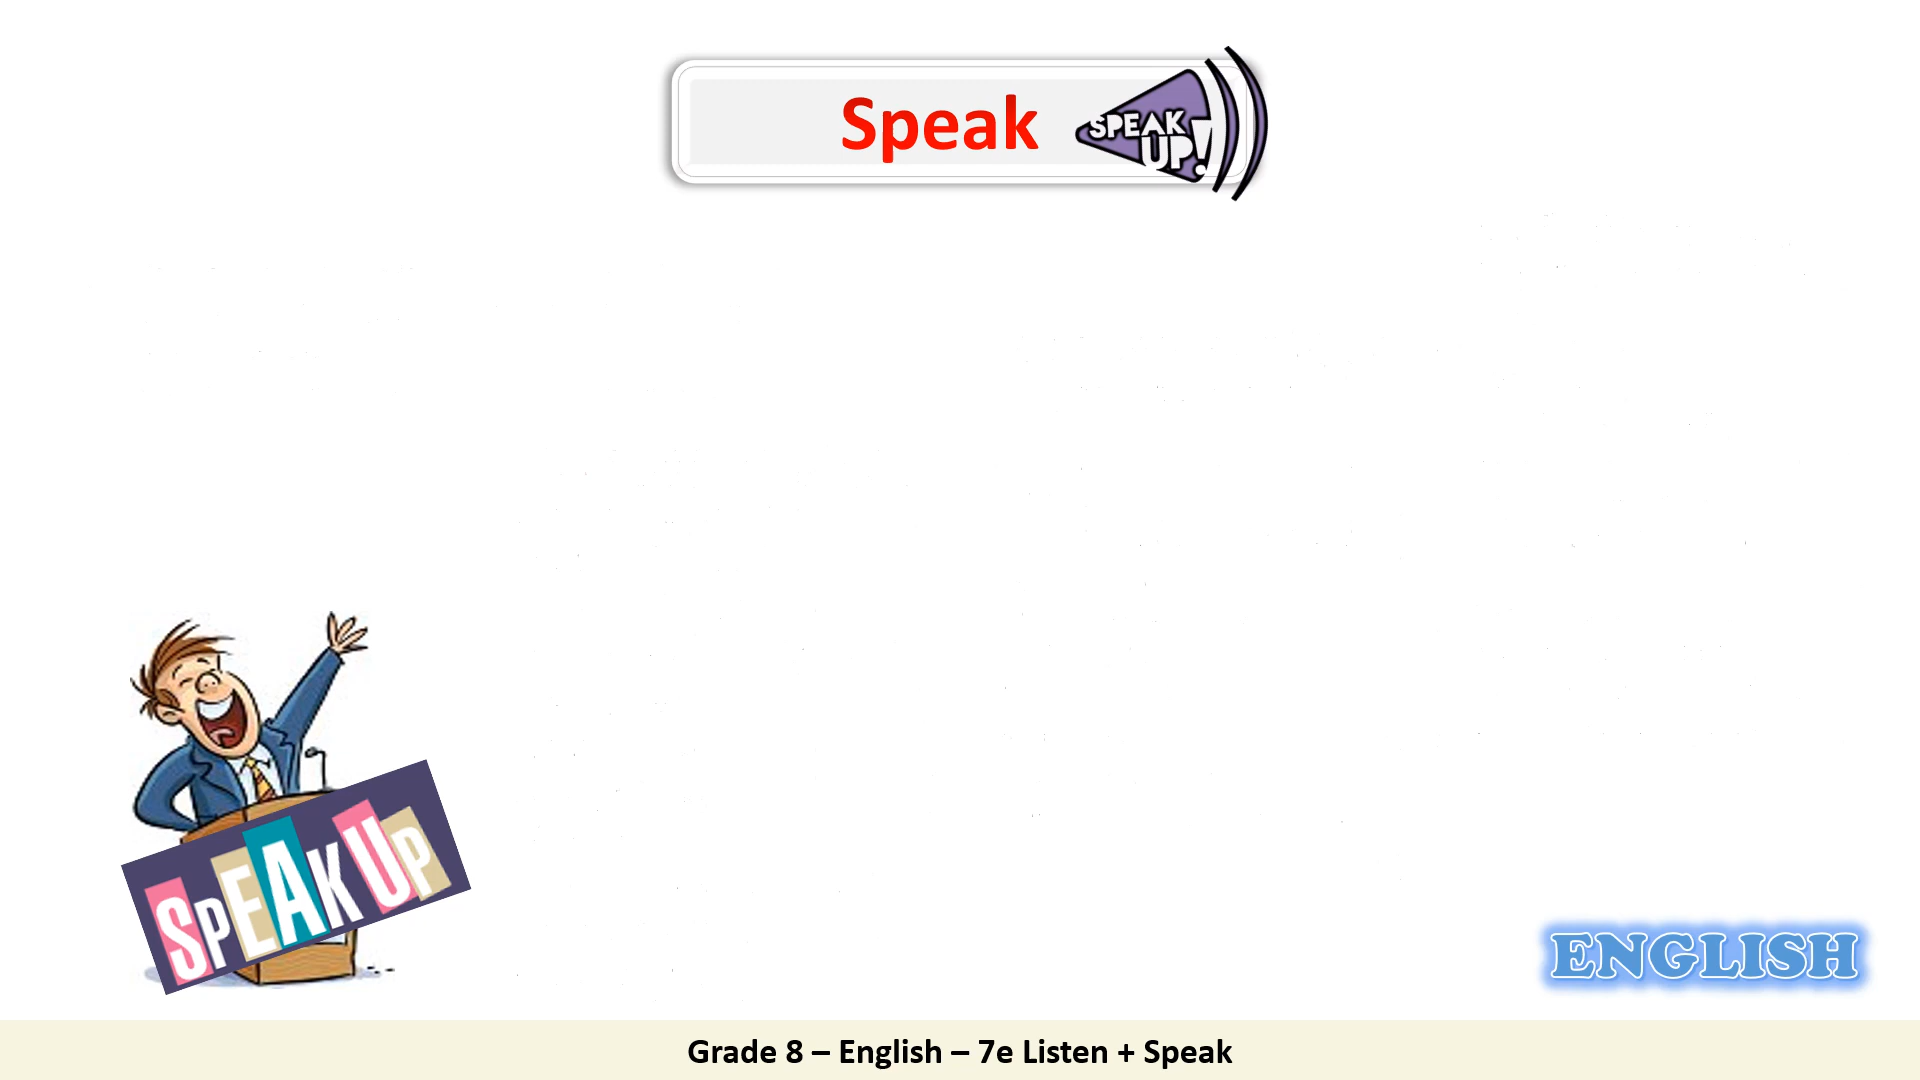 Speak
SPEAK
UP!
SPEAK UP
ENGLISH
Grade 8 – English – 7e Listen + Speak